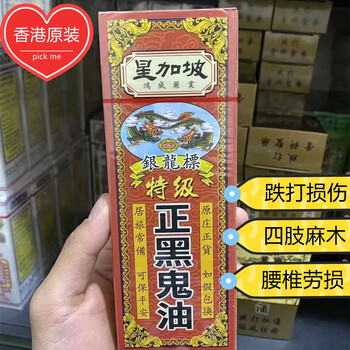 香港原装
pick me
星加坡
鴻威藥業
銀龍標
特级
正黑鬼油
原庄正貨 如假包換
居旅常備 可保平安
跌打损伤
四肢麻木
腰椎劳损